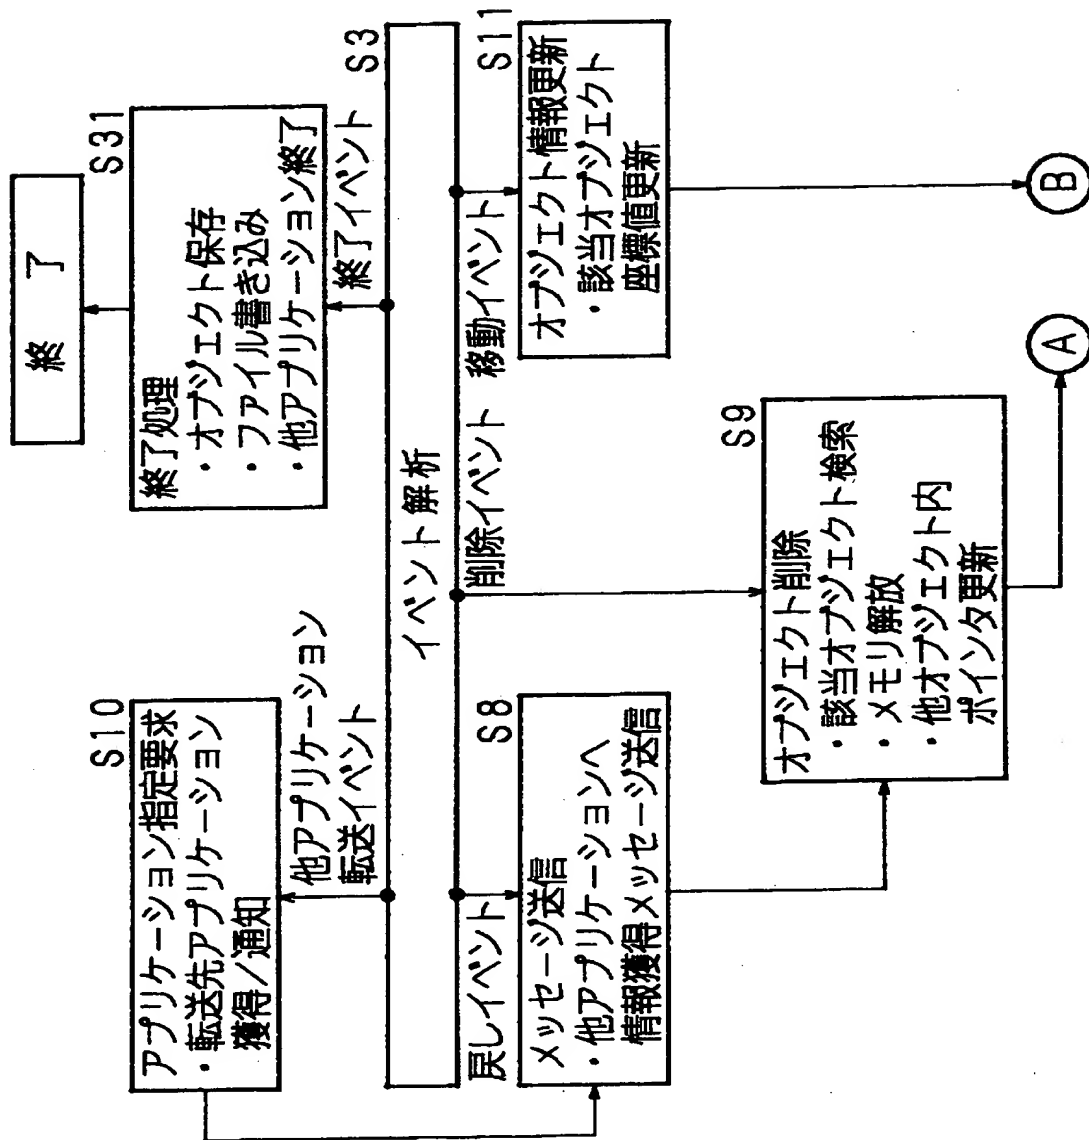 終　了
S31
終了処理
・オブジェクト保存
・ファイル書き込み
・他アプリケーション終了
終了イベント
S10
アプリケーション指定要求
・転送先アプリケーション
獲得／通知
他アプリケーション
転送イベント
S3
イベント解析
戻しイベント
削除イベント
移動イベント
S8
メッセージ送信
・他アプリケーションへ
情報獲得メッセージ送信
S11
オブジェクト情報更新
・該当オブジェクト
座標値更新
S9
オブジェクト削除
・該当オブジェクト検索
・メモリ解放
・他オブジェクト内
ポインタ更新
A
B